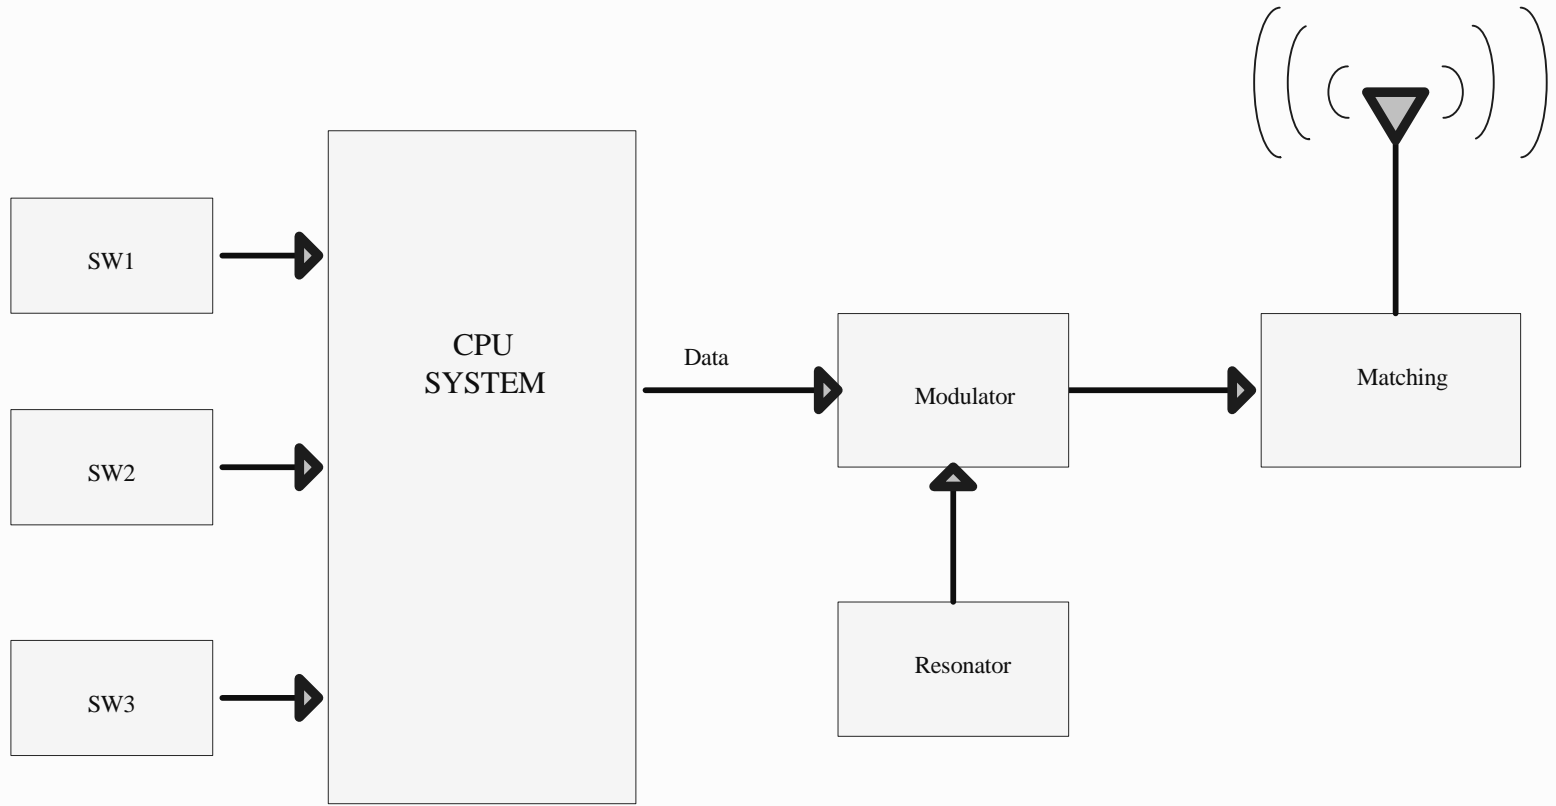 SW1
SW2
SW3
CPU
SYSTEM
Data
Modulator
Resonator
Matching